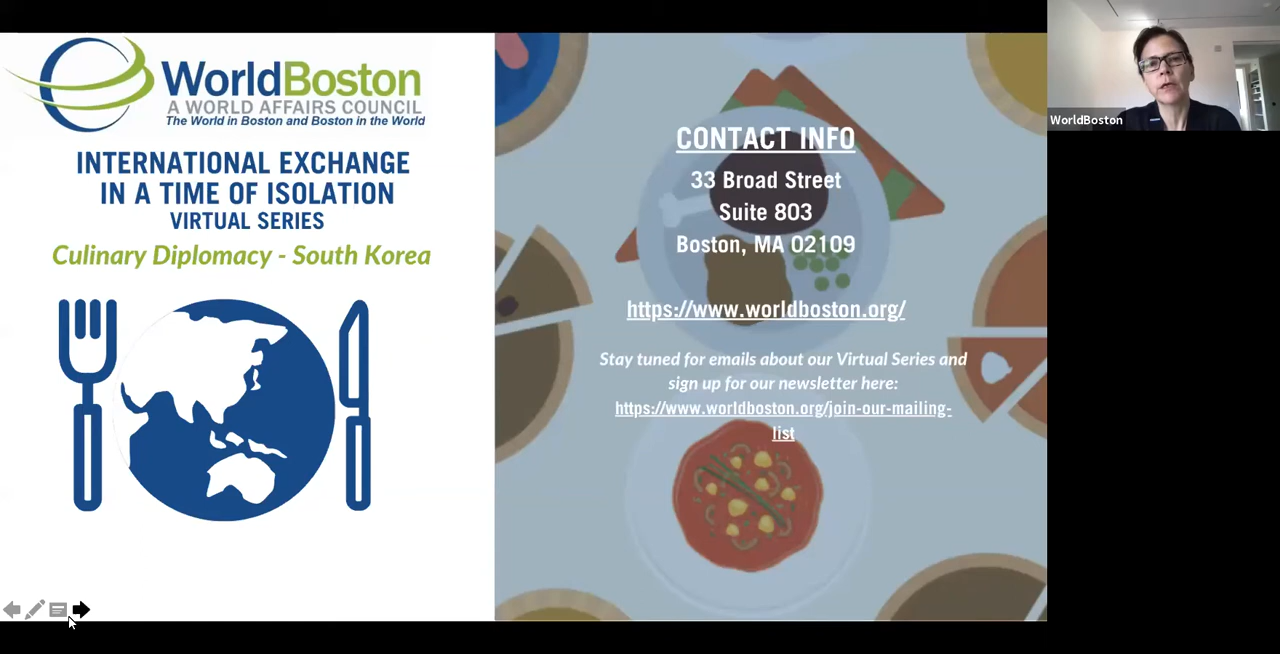 WorldBoston
A WORLD AFFAIRS COUNCIL
The World in Boston and Boston in the World
INTERNATIONAL EXCHANGE
IN A TIME OF ISOLATION
VIRTUAL SERIES
Culinary Diplomacy - South Korea
CONTACT INFO
33 Broad Street
Suite 803
Boston, MA 02109
https://www.worldboston.org/
Stay tuned for emails about our Virtual Series and
sign up for our newsletter here:
https://www.worldboston.org/join-our-mailing-
list
WorldBoston